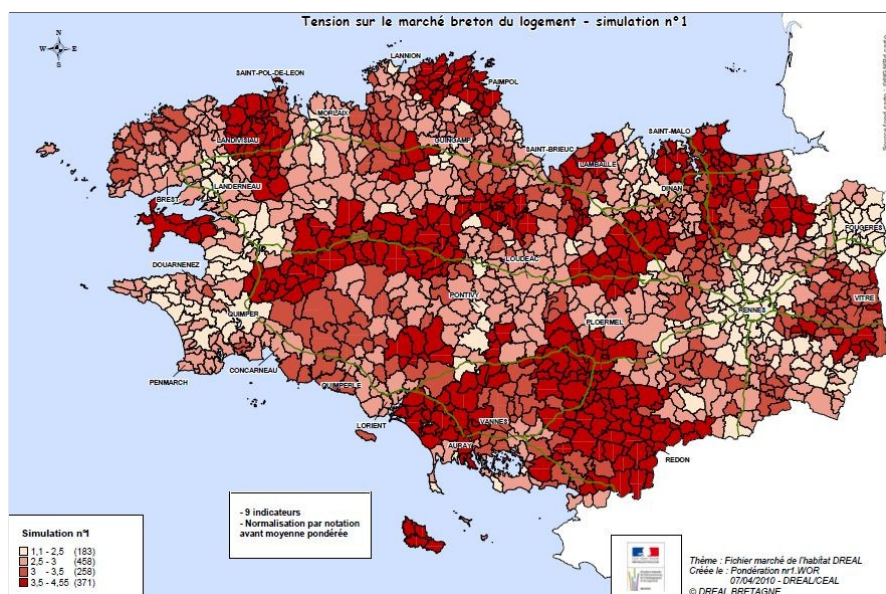 Tension sur le marché breton du logement - simulation n°1
N
W E
S
LANNION
SAINT-POL-DE-LEON
PAIMPOL
MORLAIX
LANDIVISIAU
GUINGAMP
SAINT-BRIEUC
SAINT-MALO
LAMBALLE
LANDERNEAU
DINAN
BREST
FOUGERES
DOUARNENEZ
LOUDEAC
PONTIVY
VITRE
RENNES
QUIMPER
PLOERMEL
CONCARNEAU
PENMARCH
QUIMPERLE
LORIENT
VANNES
AURAY
REDON
- 9 indicateurs
- Normalisation par notation
avant moyenne pondérée
Simulation n°1
1,1 - 2,5 (183)
2,5 - 3 (458)
3 - 3,5 (258)
3,5 - 4,55 (371)
Thème : Fichier marché de l'habitat DREAL
Créée le : Pondération nr1.WOR
07/04/2010 - DREAL/CEAL
© DREAL BRETAGNE